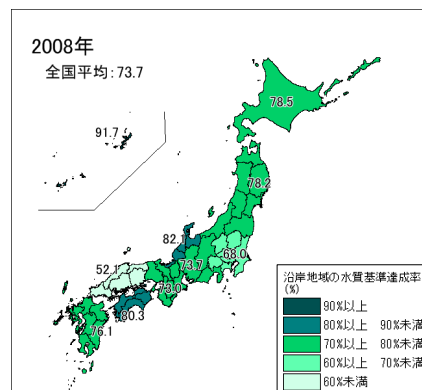 2008年
全国平均:73.7
78.5
91.7
78.2
82.1
68.0
73.7
52.1
73.0
80.3
76.1
沿岸地域の水質基準達成率
(%)
90%以上
80%以上 90%未満
70%以上 80%未満
60%以上 70%未満
60%未満